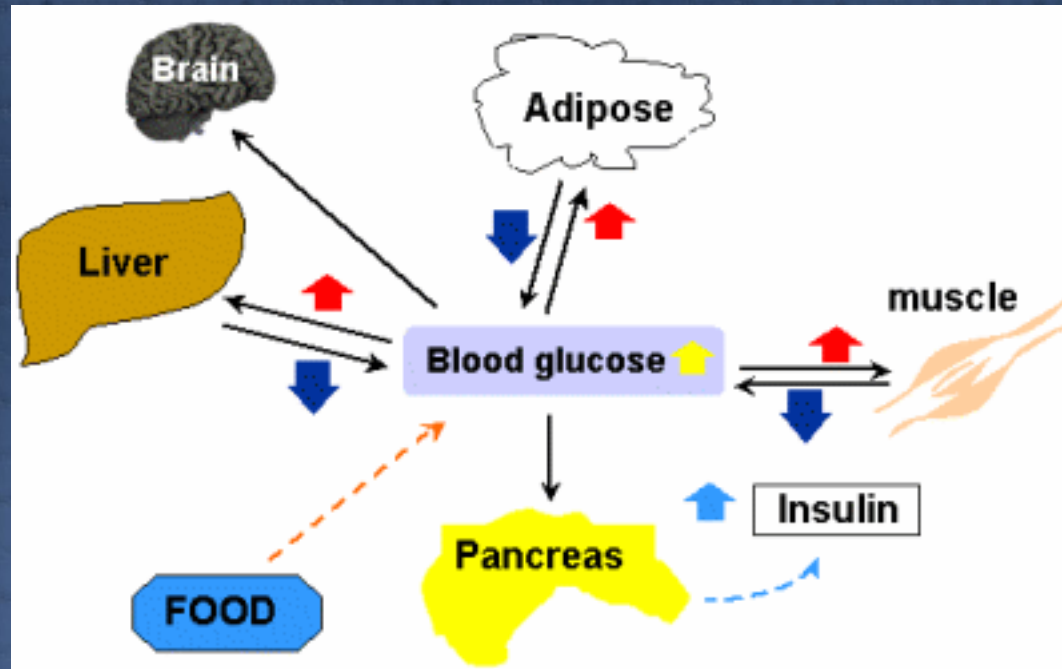 Brain
Adipose
Liver
muscle
Blood glucose
Insulin
Pancreas
FOOD